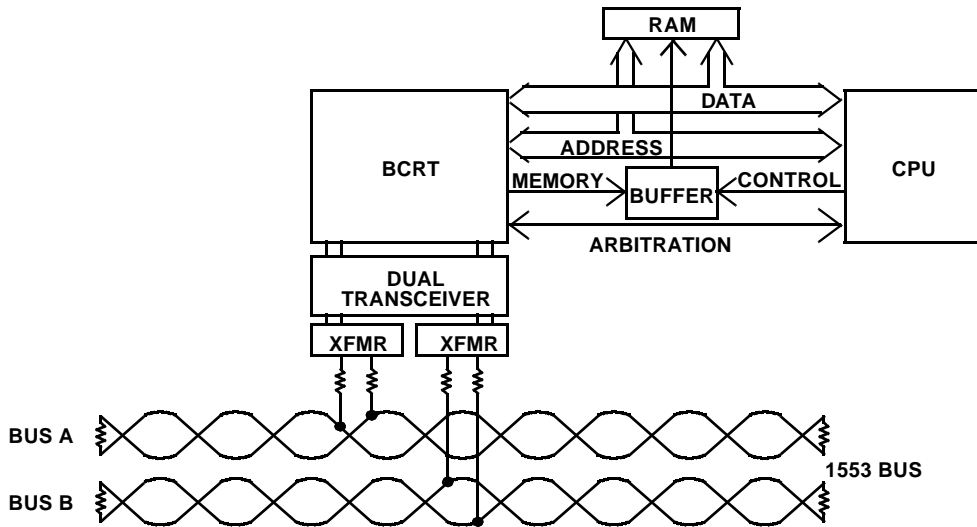 RAM
DATA
ADDRESS
BCRT
CPU
MEMORY
BUFFER
CONTROL
ARBITRATION
DUAL
TRANSCEIVER
XFMR
XFMR
BUS A
1553 BUS
BUS B